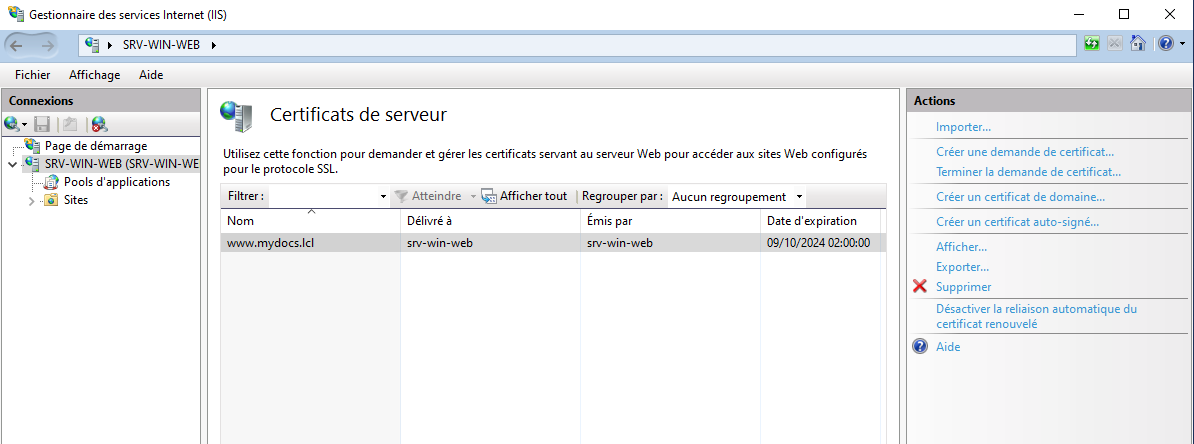 Gestionnaire des services Internet (IIS)
SRV-WIN-WEB
Fichier Affichage Aide
Connexions
Page de démarrage
SRV-WIN-WEB (SRV-WIN-WE
Pools d'applications
Sites
Certificats de serveur
Utilisez cette fonction pour demander et gérer les certificats servant au serveur Web pour accéder aux sites Web configurés
pour le protocole SSL.
Filtrer : Atteindre Afficher tout Regrouper par : Aucun regroupement
Nom Délivré à Émis par Date d'expiration
www.mydocs.lcl srv-win-web srv-win-web 09/10/2024 02:00:00
Actions
Importer...
Créer une demande de certificat...
Terminer la demande de certificat...
Créer un certificat de domaine...
Créer un certificat auto-signé...
Afficher...
Exporter...
Supprimer
Désactiver la reliaison automatique du
certificat renouvelé
Aide